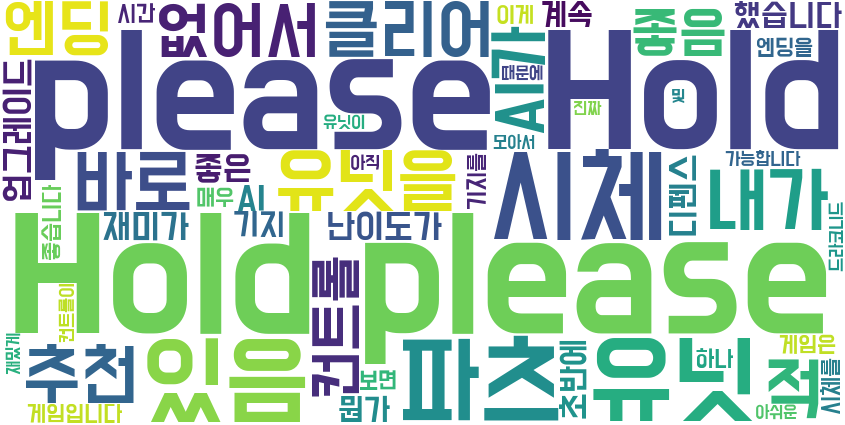 엔딩 시간 없어서 클리어 이게 계속 좋음 했습니다
please Hold
업그레이드 때문에 AI가 엔딩을 및 진짜
유닛이 모아서
바로 좋은 유닛을 아직 기지를 시체 디펜스 가능합니다
매우 AI 내가
좋습니다 재미가 기지 난이도가 드라코니드
Hold please
컨트롤이 컨트롤
재밌게 추천 있음 보면 파츠 초반에 유닛 하나 적 게임은 시체를
게임입니다 뭔가 아쉬운